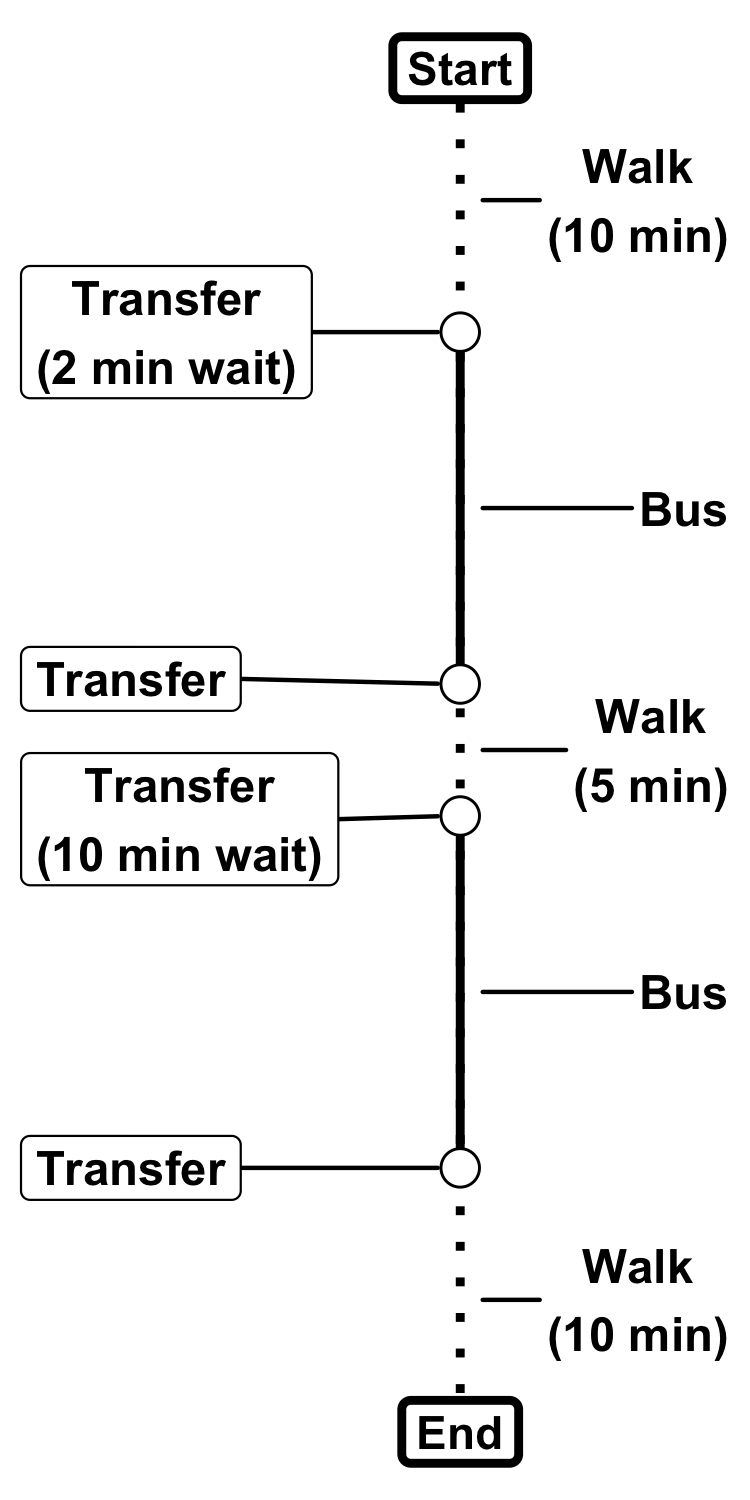 Start
Walk
(10 min)
Transfer
(2 min wait)
Bus
Transfer
Walk
(5 min)
Transfer
(10 min wait)
Bus
Transfer
Walk
(10 min)
End